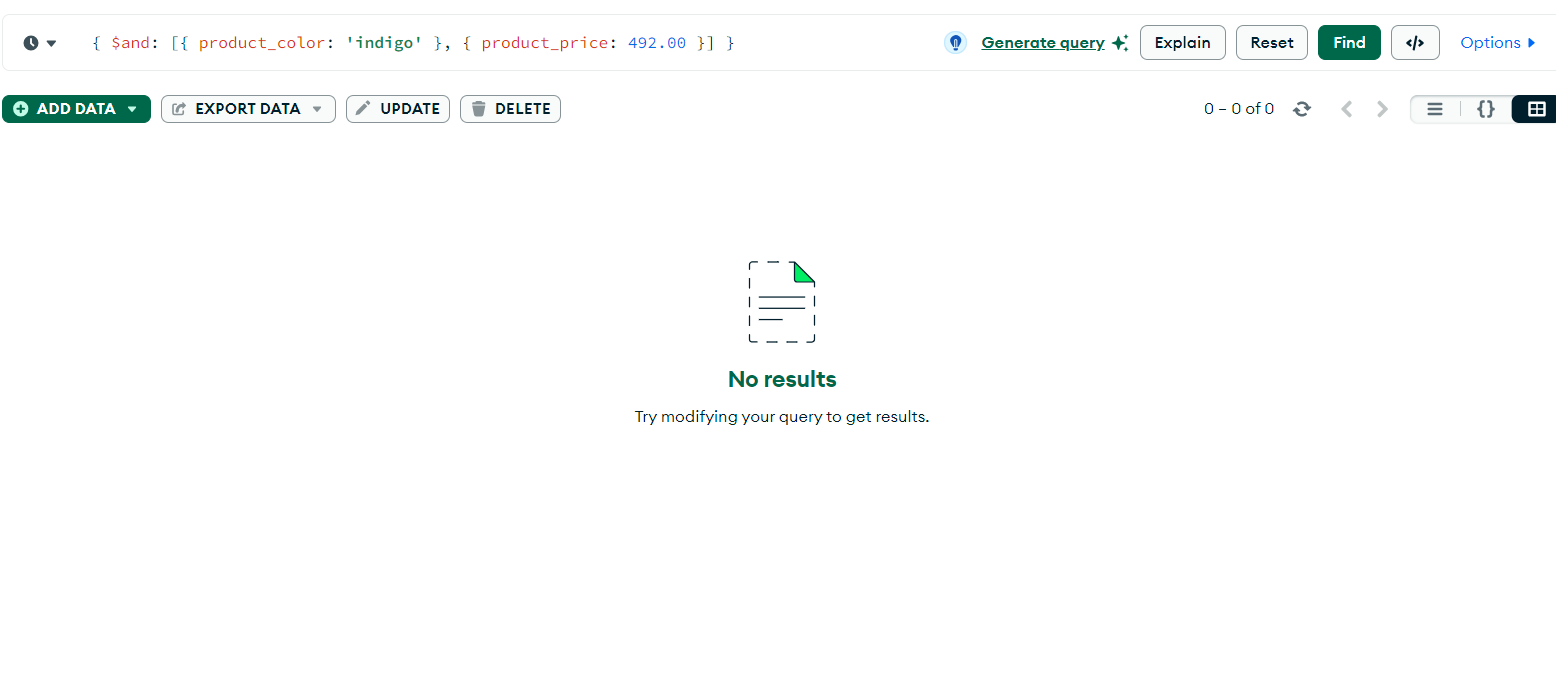 { $and: [{ product_color: 'indigo' }, { product_price: 492.00 }] }
Generate query
Explain
Reset
Find
</>
Options
ADD DATA
EXPORT DATA
UPDATE
DELETE
0 – 0 of 0
{}
No results
Try modifying your query to get results.